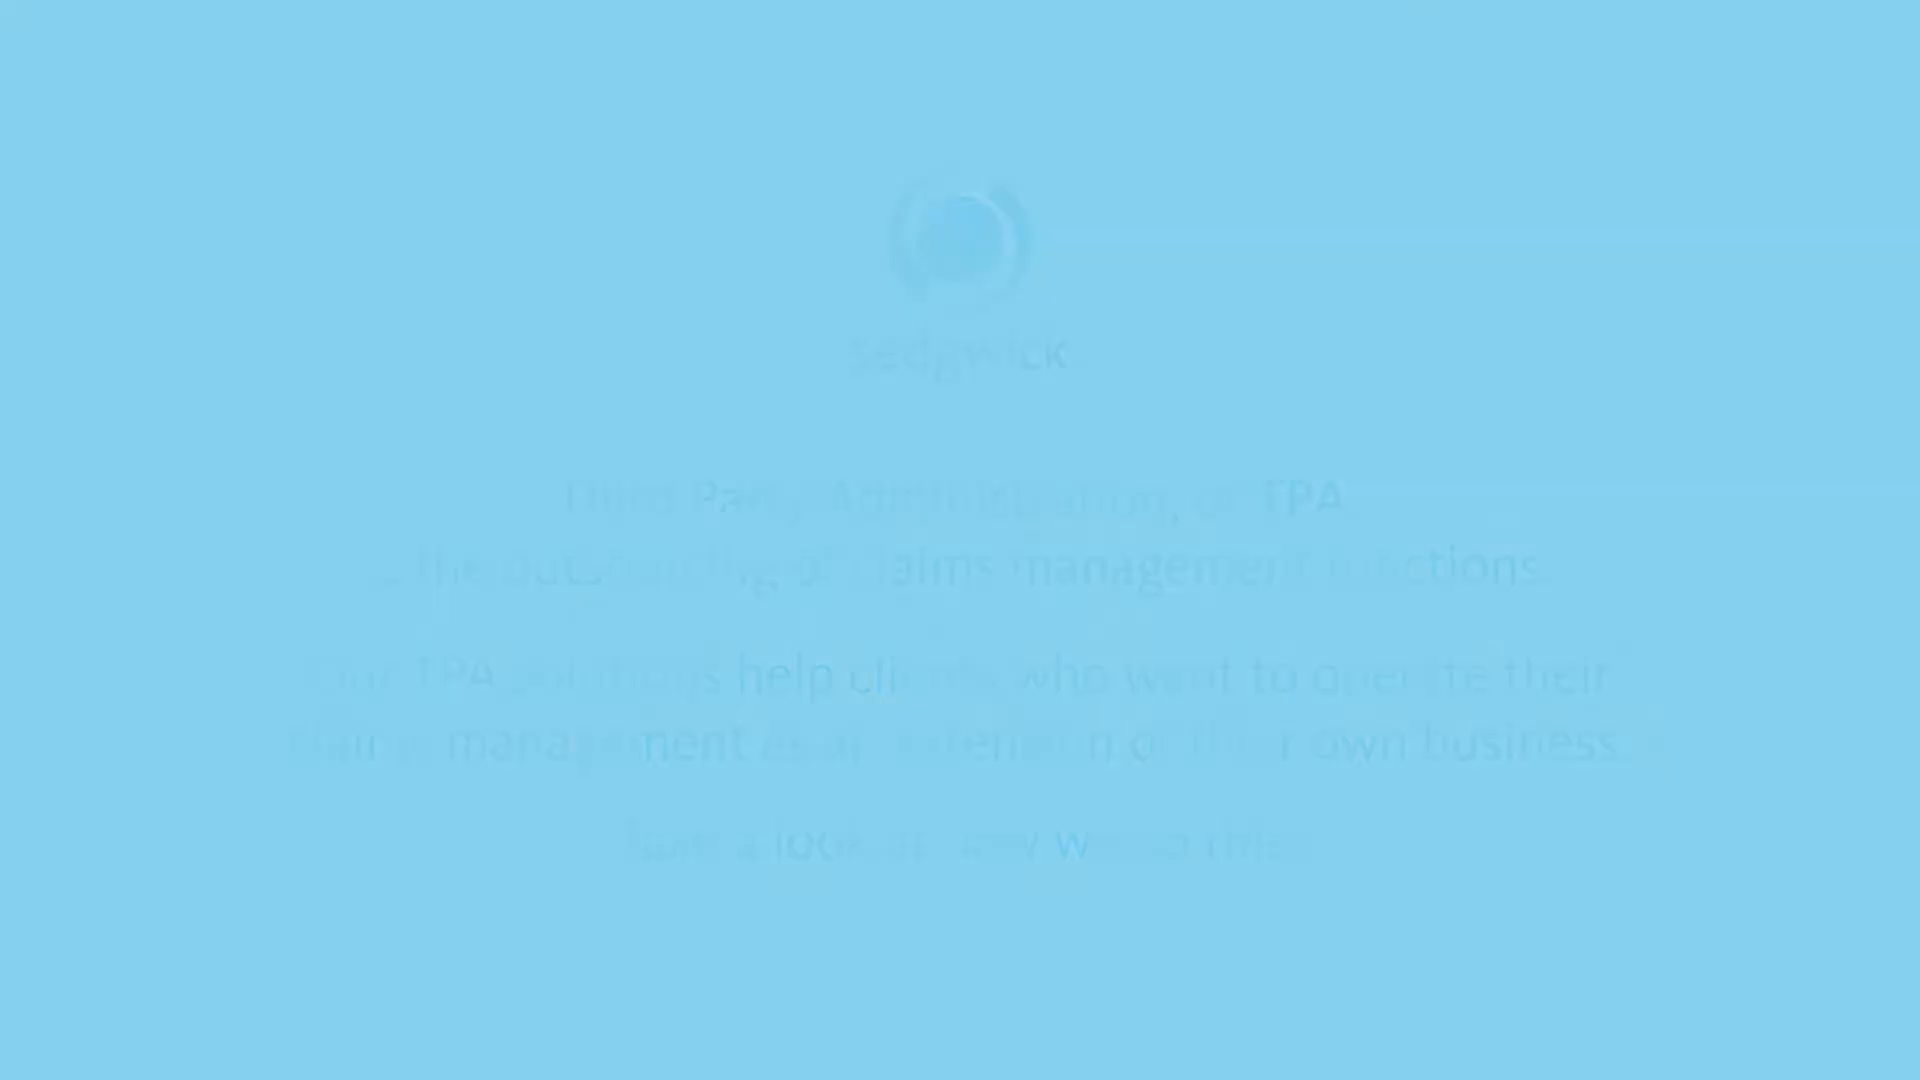 sedgwick
Third Party Administration, or TPA
is the outsourcing of claims management functions.
Our TPA solutions help clients who want to operate their
claims management as an extension of their own business.
look at how we do this